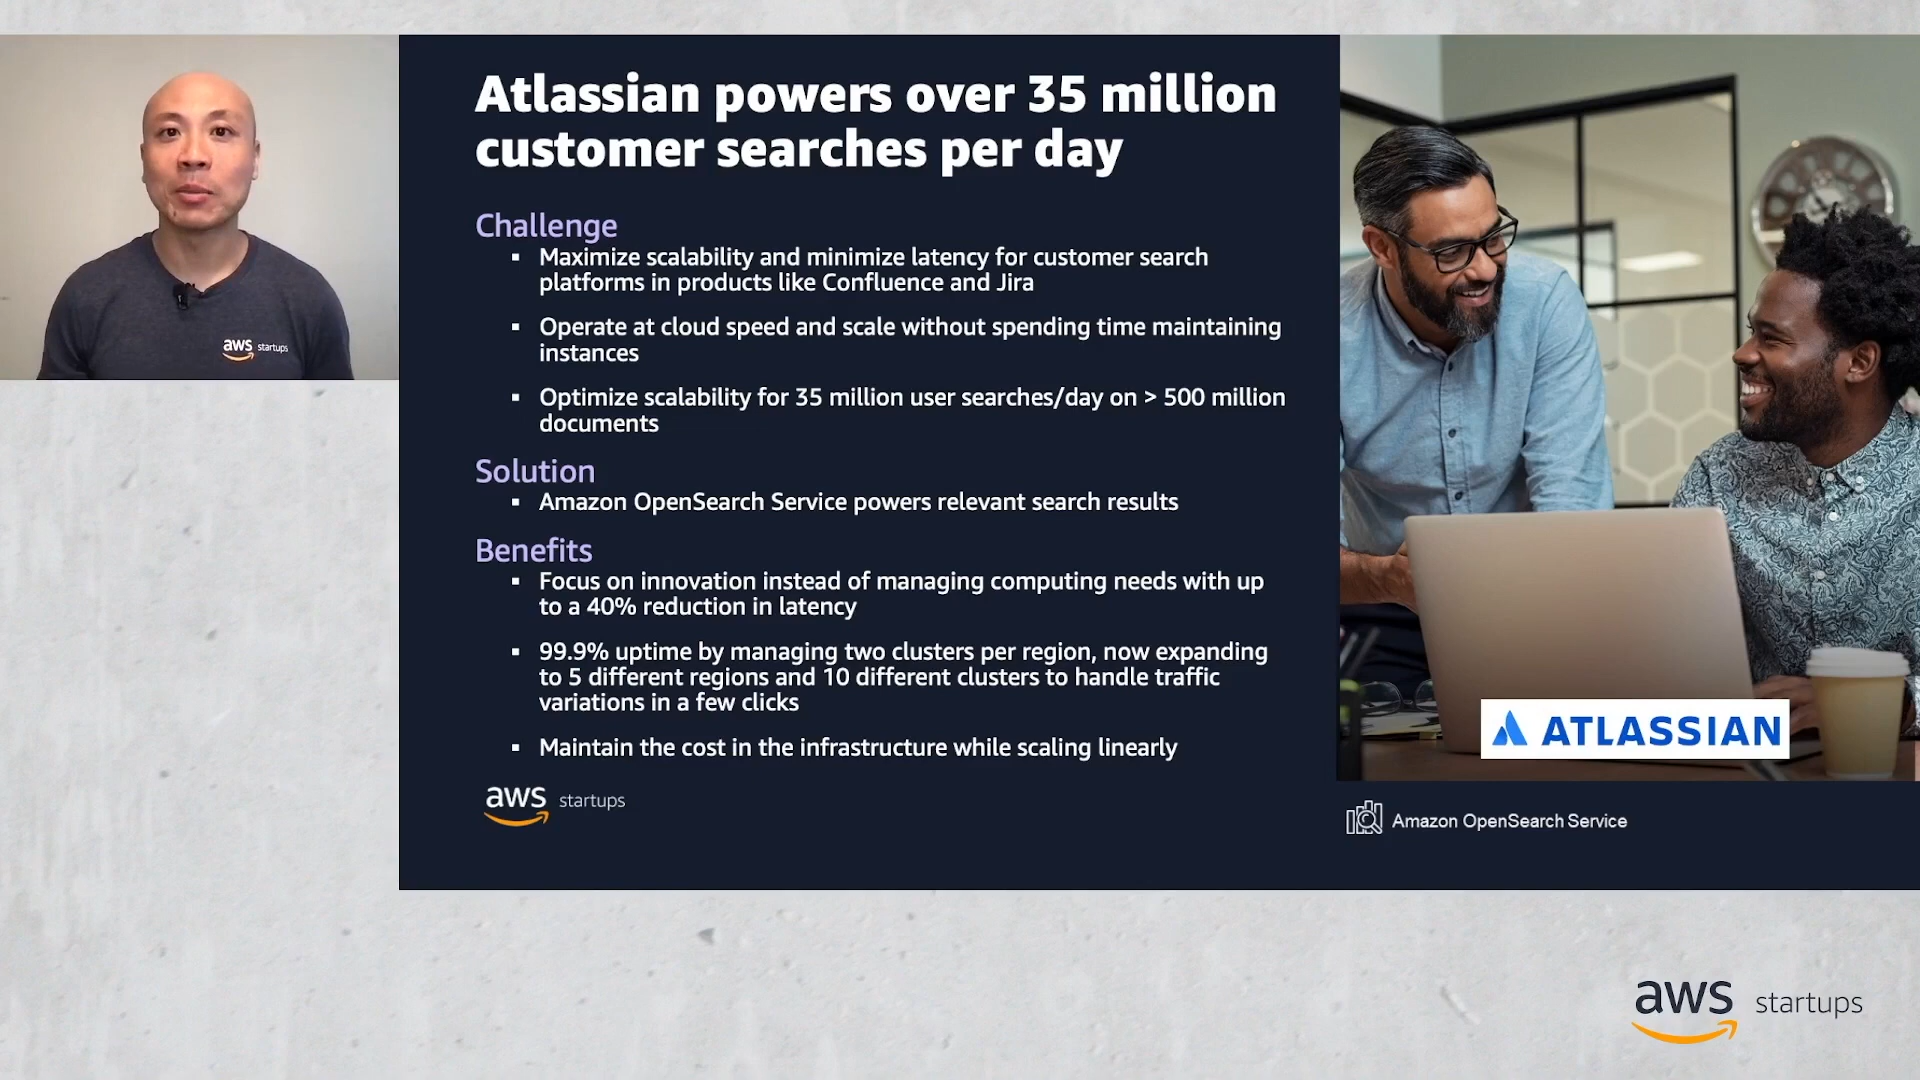 Atlassian powers over 35 million
customer searches per day
Challenge
▪ Maximize scalability and minimize latency for customer search
platforms in products like Confluence and Jira
▪ Operate at cloud speed and scale without spending time maintaining
instances
▪ Optimize scalability for 35 million user searches/day on > 500 million
documents
Solution
▪ Amazon OpenSearch Service powers relevant search results
Benefits
▪ Focus on innovation instead of managing computing needs with up
to a 40% reduction in latency
▪ 99.9% uptime by managing two clusters per region, now expanding
to 5 different regions and 10 different clusters to handle traffic
variations in a few clicks
▪ Maintain the cost in the infrastructure while scaling linearly
aws startups
aws startups
ATLASSIAN
Amazon OpenSearch Service
aws startups